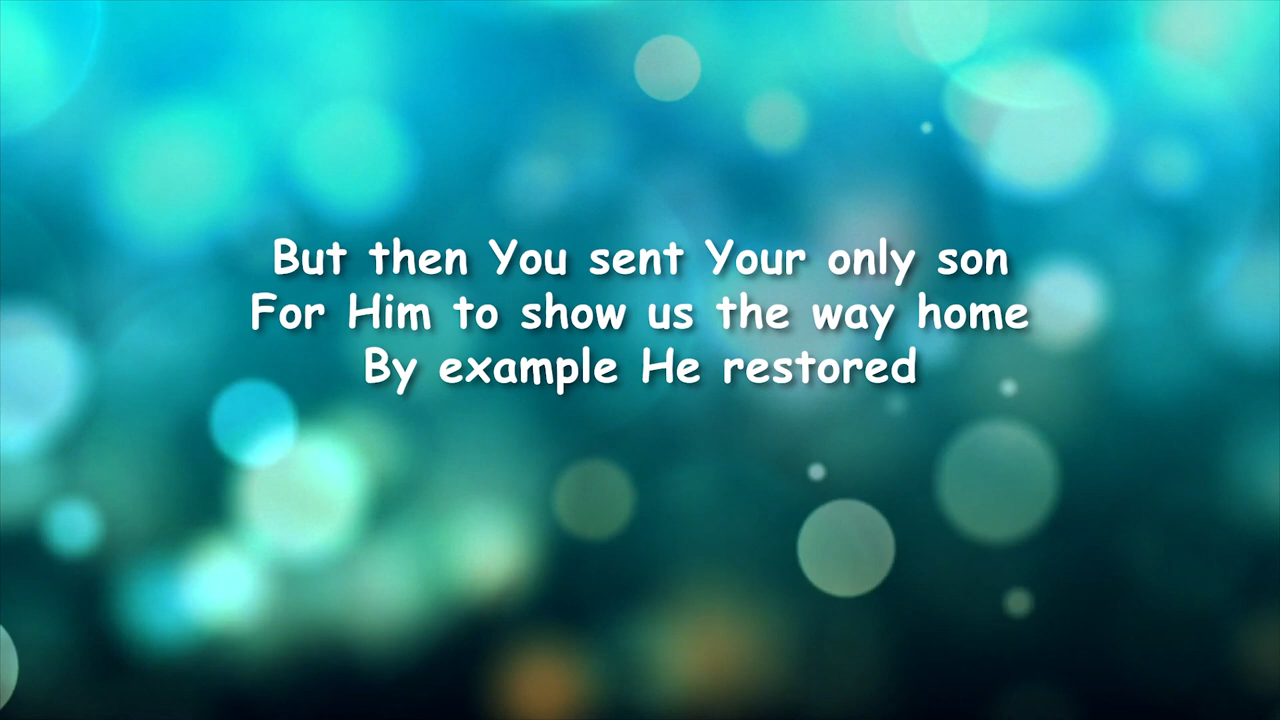 But then You sent Your only son
For Him to show us the way home
By example He restored